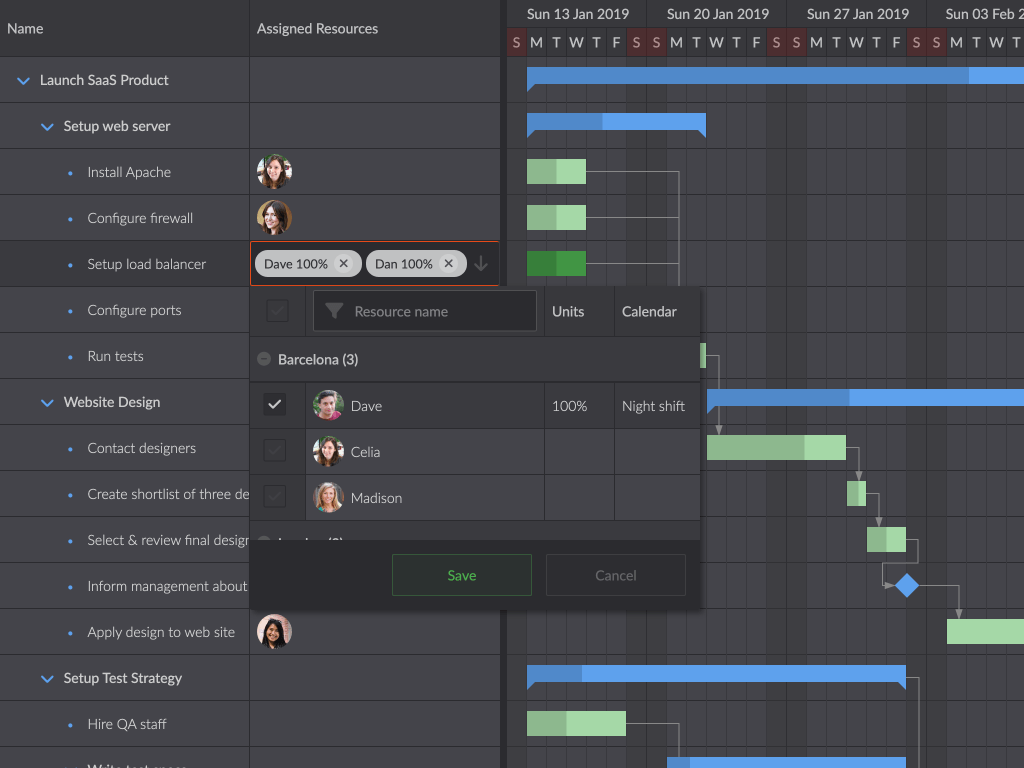 Name
Assigned Resources
Sun 13 Jan 2019
Sun 20 Jan 2019
Sun 27 Jan 2019
Sun 03 Feb 2
S M T W T F S S M T W T F S S M T W T F S S M T W T
Launch SaaS Product
Setup web server
Install Apache
Configure firewall
Setup load balancer
Dave 100%
Dan 100%
Configure ports
Resource name
Units
Calendar
Run tests
Barcelona (3)
Website Design
Dave
100%
Night shift
Contact designers
Celia
Create shortlist of three de
Madison
Select & review final design
Inform management about
Save
Cancel
Apply design to web site
Setup Test Strategy
Hire QA staff